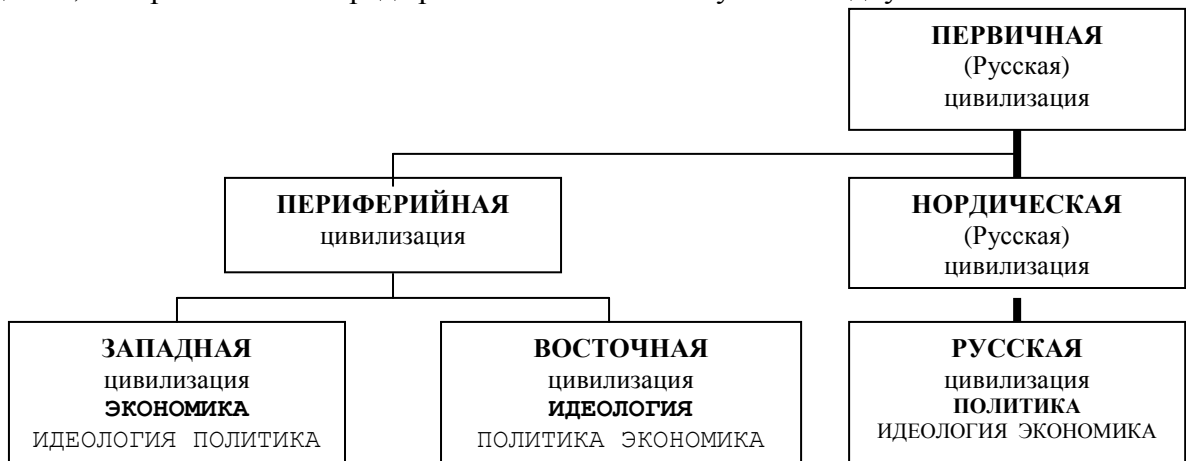 ПЕРВИЧНАЯ
(Русская)
цивилизация
ПЕРИФЕРИЙНАЯ
цивилизация
НОРДИЧЕСКАЯ
(Русская)
цивилизация
ЗАПАДНАЯ
цивилизация
ЭКОНОМИКА
ИДЕОЛОГИЯ ПОЛИТИКА
ВОСТОЧНАЯ
цивилизация
ИДЕОЛОГИЯ
ПОЛИТИКА ЭКОНОМИКА
РУССКАЯ
цивилизация
ПОЛИТИКА
ИДЕОЛОГИЯ ЭКОНОМИКА